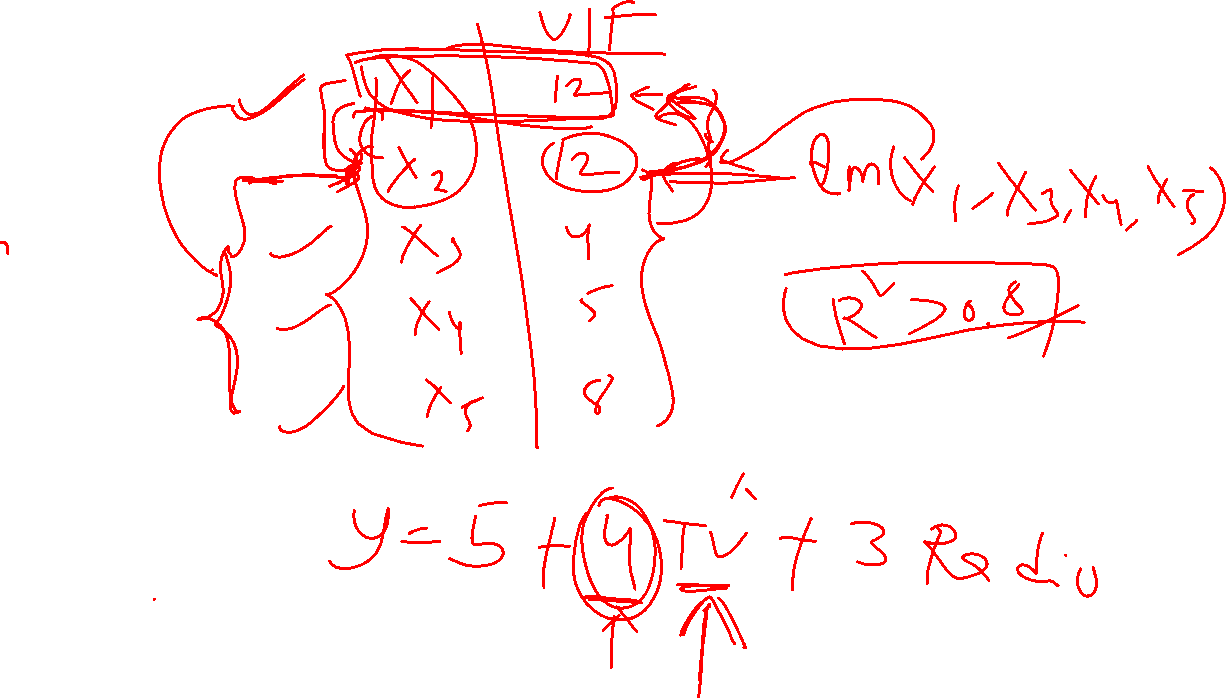 VIF
X1 12
X2 12 lm(X1, X3, X4, X5)
X3 4
X4 5 R² > 0.8
X5 8
y = 5 + 4 TV + 3 Radio